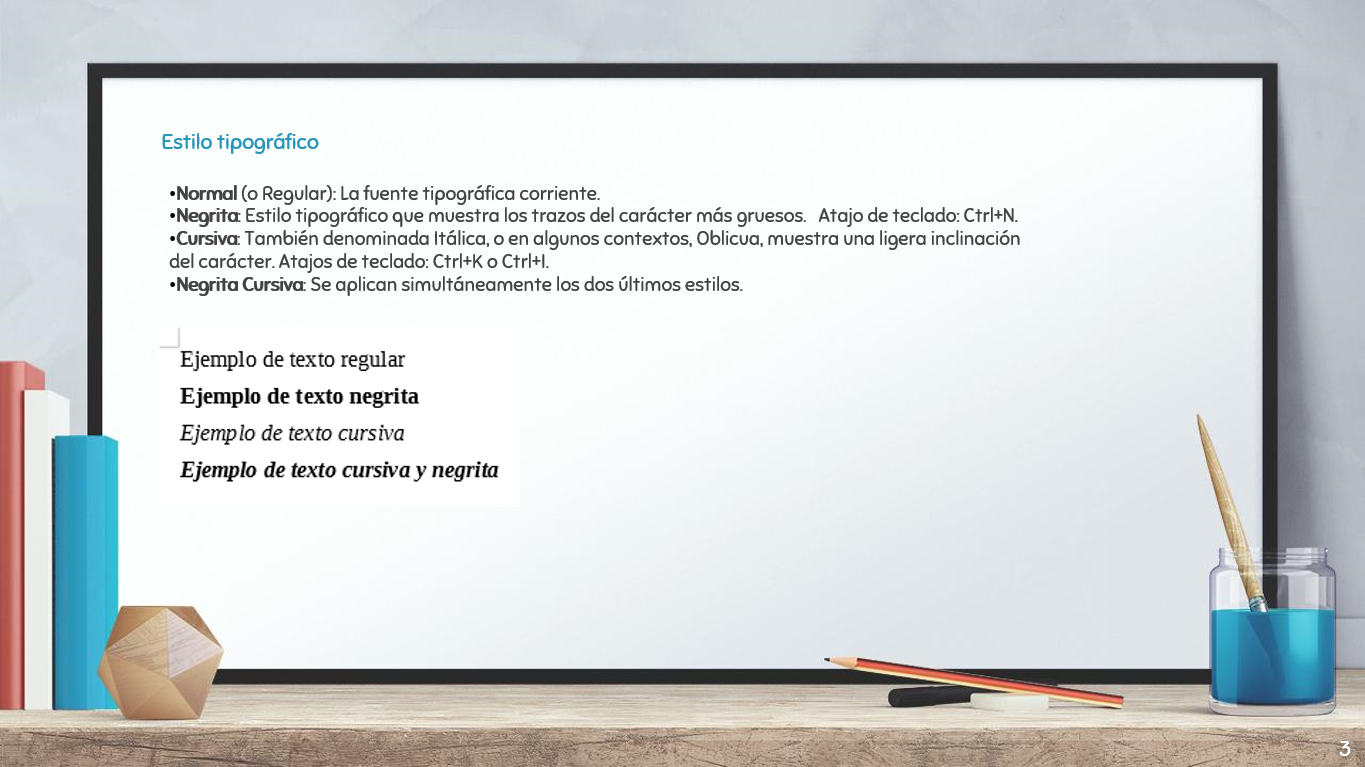 Estilo tipográfico
•Normal (o Regular): La fuente tipográfica corriente.
•Negrita: Estilo tipográfico que muestra los trazos del carácter más gruesos.   Atajo de teclado: Ctrl+N.
•Cursiva: También denominada Itálica, o en algunos contextos, Oblicua, muestra una ligera inclinación
del carácter. Atajos de teclado: Ctrl+K o Ctrl+I.
•Negrita Cursiva: Se aplican simultáneamente los dos últimos estilos.
Ejemplo de texto regular
Ejemplo de texto negrita
Ejemplo de texto cursiva
Ejemplo de texto cursiva y negrita
3